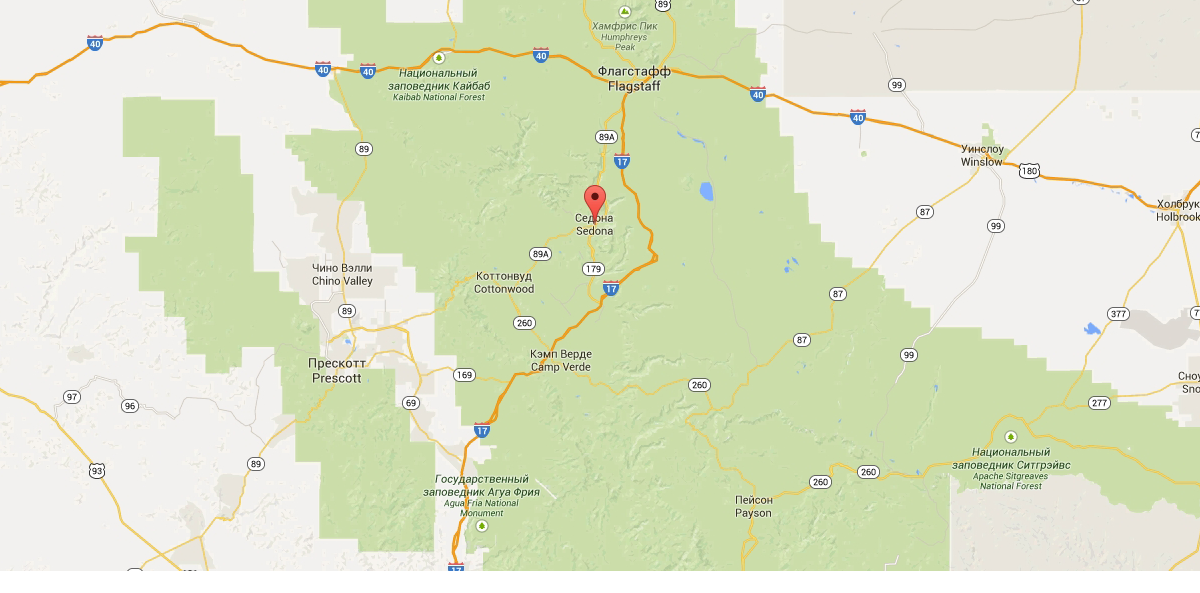 89
Хамфрис Пик
Humphreys
Peak
40
40
40
40
Национальный
заповедник Кайбаб
Kaibab National Forest
Флагстафф
Flagstaff
99
40
40
89A
89
17
Уинслоу
Winslow
180
Седона
Sedona
87
99
Холбрук
Holbrook
89A
179
17
Чино Вэлли
Chino Valley
Коттонвуд
Cottonwood
87
89
260
377
87
Кэмп Верде
Camp Verde
99
Прескотт
Prescott
169
260
97
96
69
277
17
89
93
Национальный
заповедник Ситгрэйвс
Apache Sitgreaves
National Forest
260
260
Государственный
заповедник Агуа Фрия
Agua Fria National
Monument
Пейсон
Payson
17